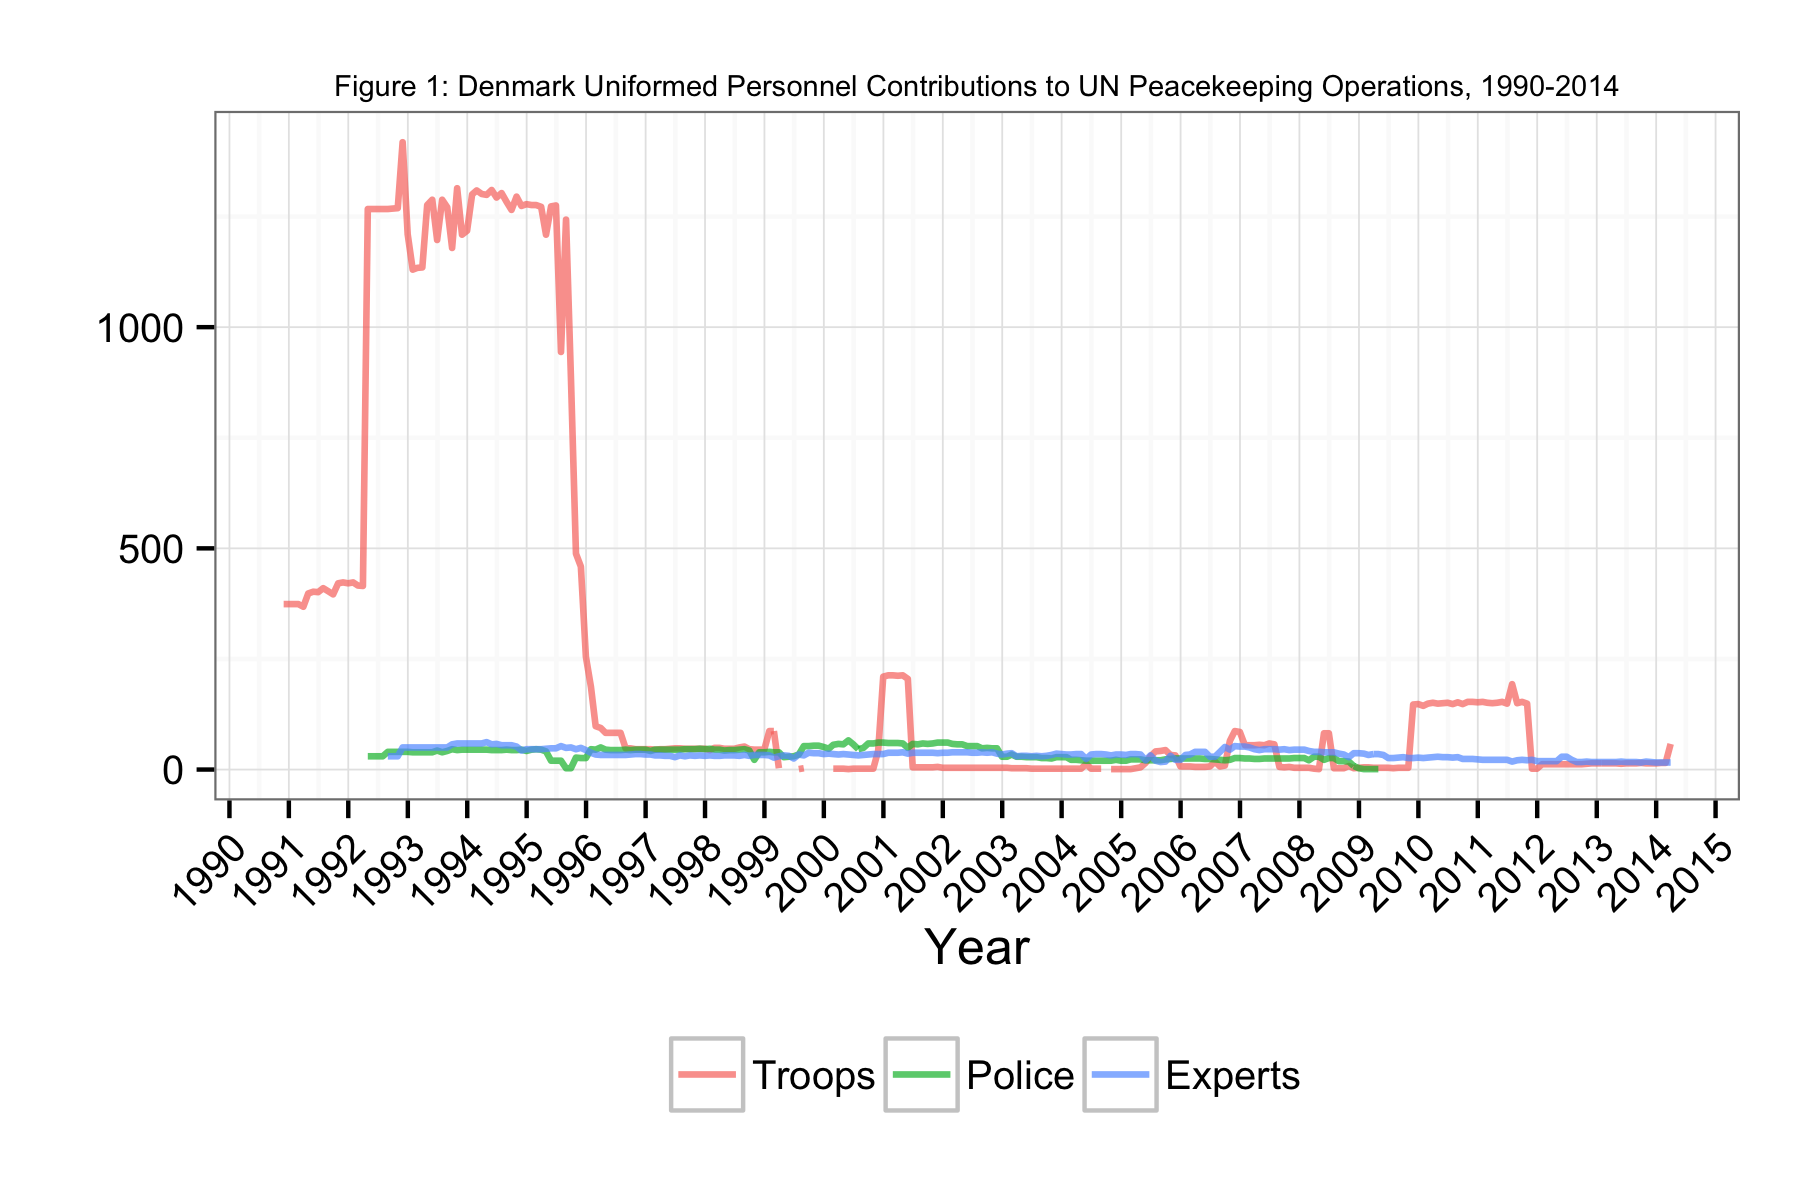 Figure 1: Denmark Uniformed Personnel Contributions to UN Peacekeeping Operations, 1990-2014
1000
500
0
1990 1991 1992 1993 1994 1995 1996 1997 1998 1999 2000 2001 2002 2003 2004 2005 2006 2007 2008 2009 2010 2011 2012 2013 2014 2015
Year
Troops Police Experts